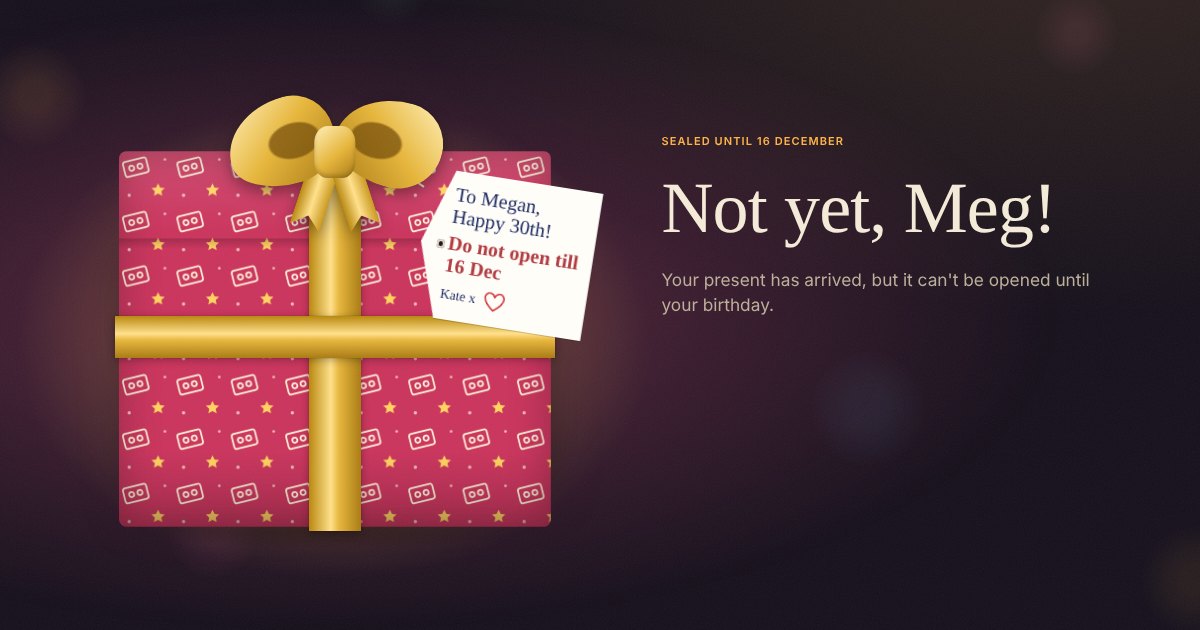 To Megan,
Happy 30th!
Do not open till
16 Dec
Kate x
SEALED UNTIL 16 DECEMBER
Not yet, Meg!
Your present has arrived, but it can't be opened until
your birthday.